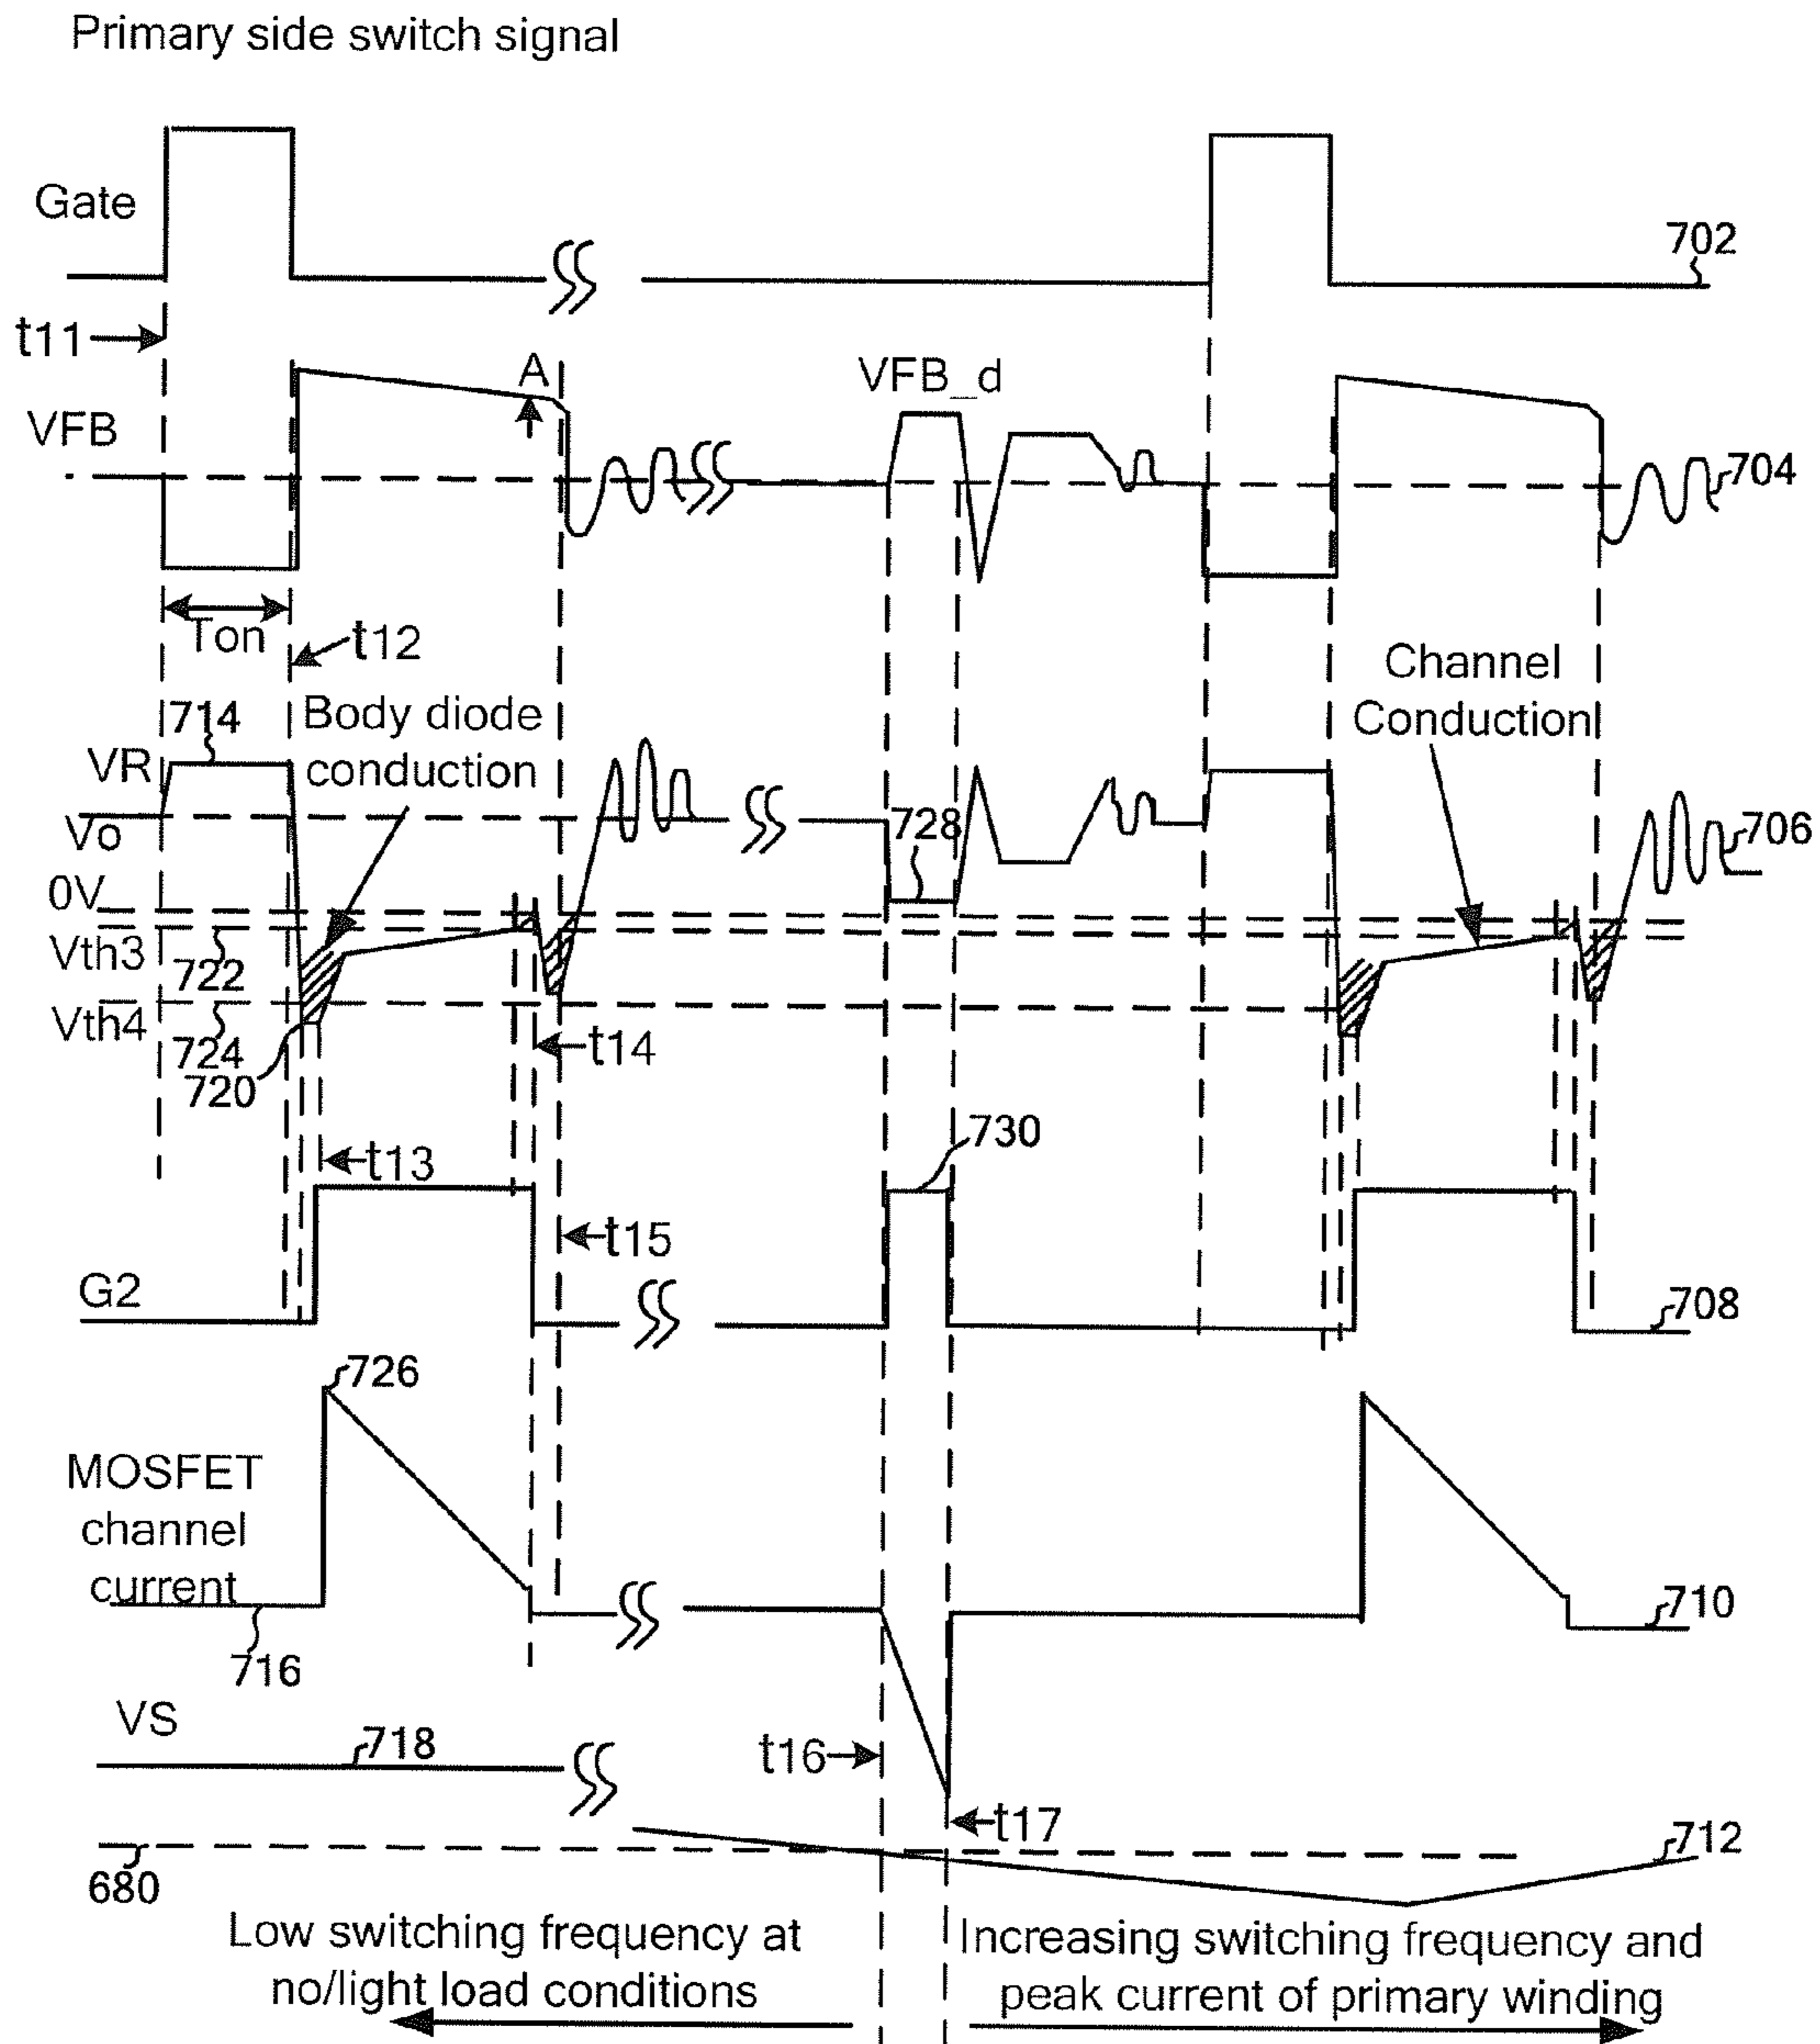 Primary side switch signal
Gate
702
t11
A
VFB_d
VFB
704
Ton
t12
Channel
Conduction
714
Body diode
conduction
VR
Vo
728
706
0V
Vth3
722
Vth4
724
720
t14
t13
730
t15
G2
708
726
MOSFET
channel
current
710
716
VS
718
t16
t17
712
680
Low switching frequency at
no/light load conditions
Increasing switching frequency and
peak current of primary winding